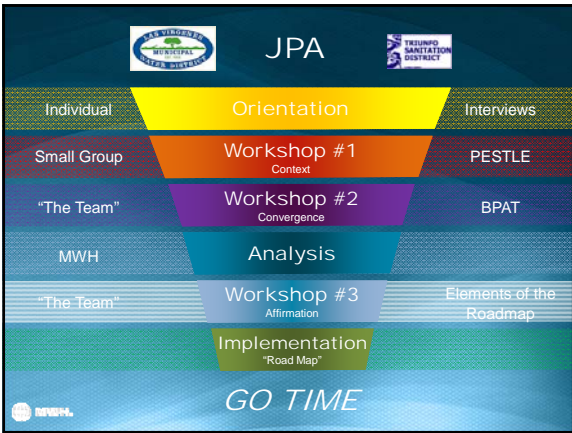 LAS VIRGENES
MUNICIPAL
WATER DISTRICT
JPA
TRIUNFO
SANITATION
DISTRICT
Individual
Orientation
Interviews
Small Group
Workshop #1
Context
PESTLE
“The Team”
Workshop #2
Convergence
BPAT
MWH
Analysis
“The Team”
Workshop #3
Affirmation
Elements of the
Roadmap
Implementation
“Road Map”
GO TIME
MWH.